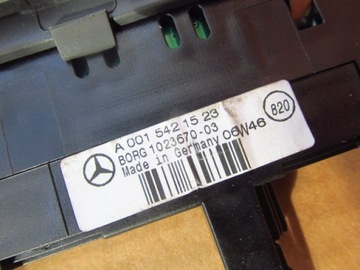 A 001 542 15 23
BORG 1023670-03
Made in Germany 06W46
820